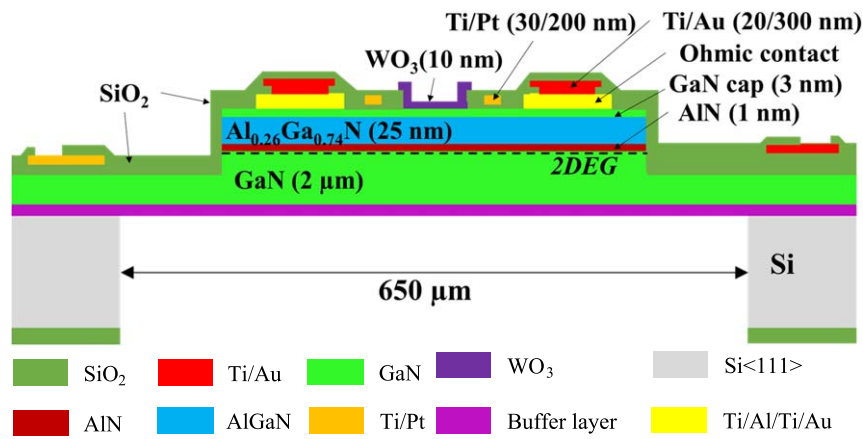 Ti/Pt (30/200 nm)
Ti/Au (20/300 nm)
WO₃(10 nm)
Ohmic contact
SiO₂
GaN cap (3 nm)
AlN (1 nm)
Al₀.₂₆Ga₀.₇₄N (25 nm)
2DEG
GaN (2 µm)
Si
650 µm
SiO₂ Ti/Au GaN WO₃ Si<111>
AlN AlGaN Ti/Pt Buffer layer Ti/Al/Ti/Au